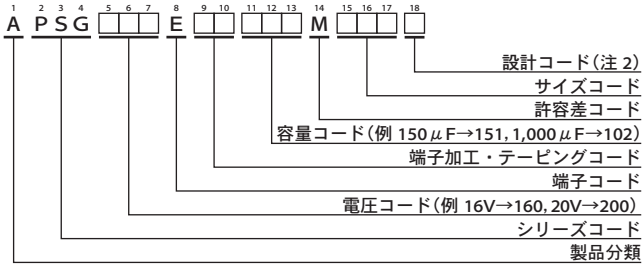 1 2 3 4 5 6 7 8 9 10 11 12 13 14 15 16 17 18
A P S G □□□ E □□ □□□ M □□□ □
設計コード(注 2)
サイズコード
許容差コード
容量コード(例 150μF→151, 1,000μF→102)
端子加工・テーピングコード
端子コード
電圧コード(例 16V→160, 20V→200)
シリーズコード
製品分類